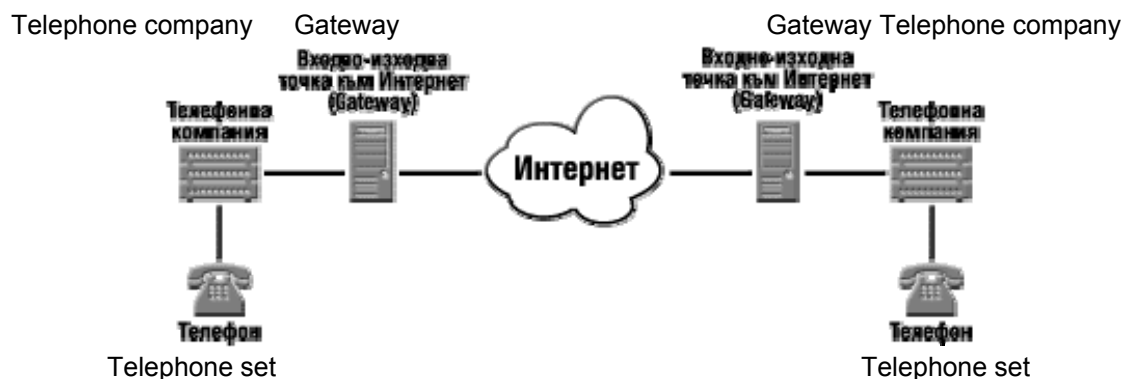 Telephone company Gateway Gateway Telephone company
Входно-изходна
точка към Интернет
(Gateway)
Входно-изходна
точка към Интернет
(Gateway)
Телефонна
компания
Телефонна
компания
Интернет
Телефон
Телефон
Telephone set Telephone set